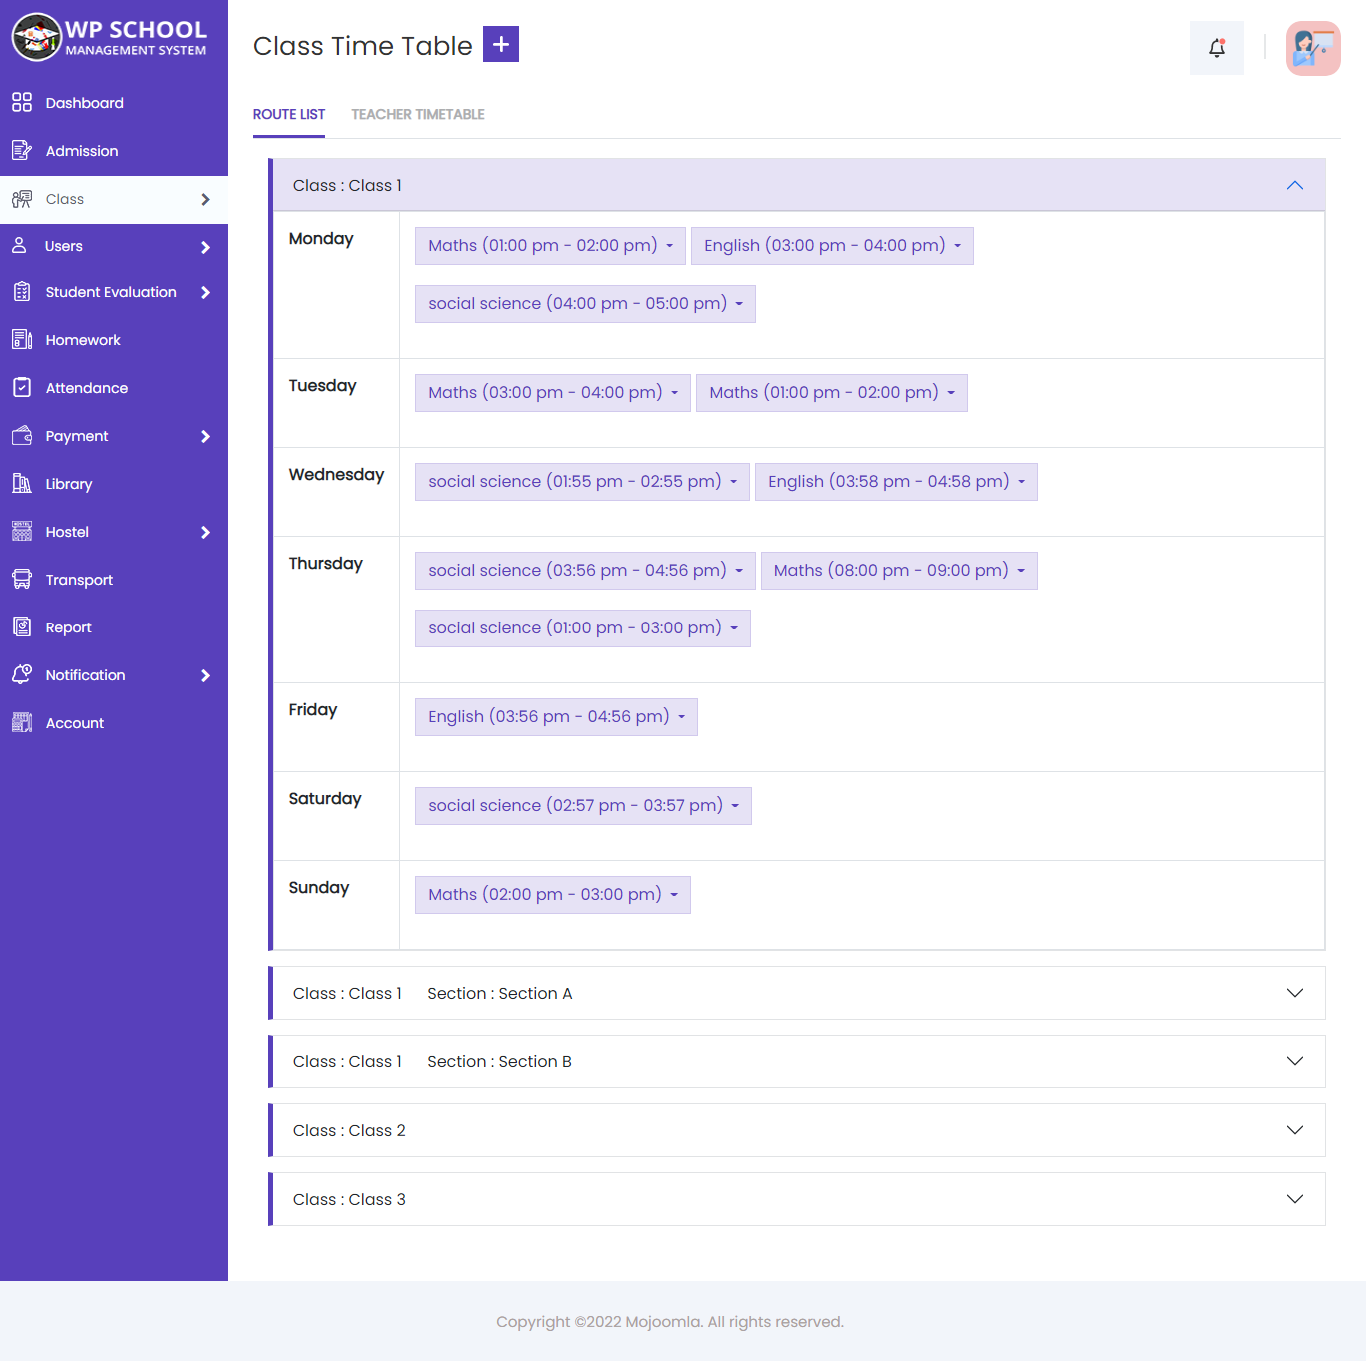 WP SCHOOL
MANAGEMENT SYSTEM
Dashboard
Admission
Class
Users
Student Evaluation
Homework
Attendance
Payment
Library
Hostel
Transport
Report
Notification
Account
Class Time Table
ROUTE LIST TEACHER TIMETABLE
Class : Class 1
Monday
Maths (01:00 pm - 02:00 pm) English (03:00 pm - 04:00 pm)
social science (04:00 pm - 05:00 pm)
Tuesday
Maths (03:00 pm - 04:00 pm) Maths (01:00 pm - 02:00 pm)
Wednesday
social science (01:55 pm - 02:55 pm) English (03:58 pm - 04:58 pm)
Thursday
social science (03:56 pm - 04:56 pm) Maths (08:00 pm - 09:00 pm)
social science (01:00 pm - 03:00 pm)
Friday
English (03:56 pm - 04:56 pm)
Saturday
social science (02:57 pm - 03:57 pm)
Sunday
Maths (02:00 pm - 03:00 pm)
Class : Class 1 Section : Section A
Class : Class 1 Section : Section B
Class : Class 2
Class : Class 3
Copyright ©2022 Mojoomla. All rights reserved.